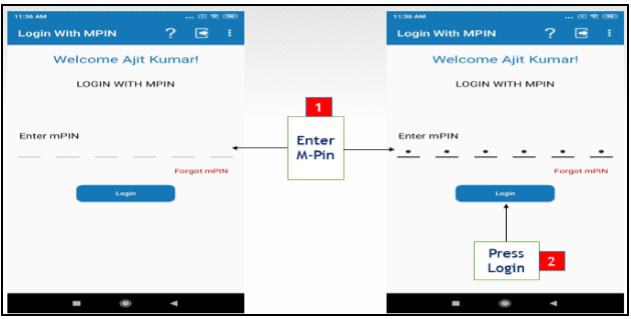 11:36 AM
Login With MPIN ?
Welcome Ajit Kumar!
LOGIN WITH MPIN
Enter mPIN
Forgot mPIN
Login
1
Enter
M-Pin
11:36 AM
Login With MPIN ?
Welcome Ajit Kumar!
LOGIN WITH MPIN
Enter mPIN
Forgot mPIN
Login
Press
Login
2